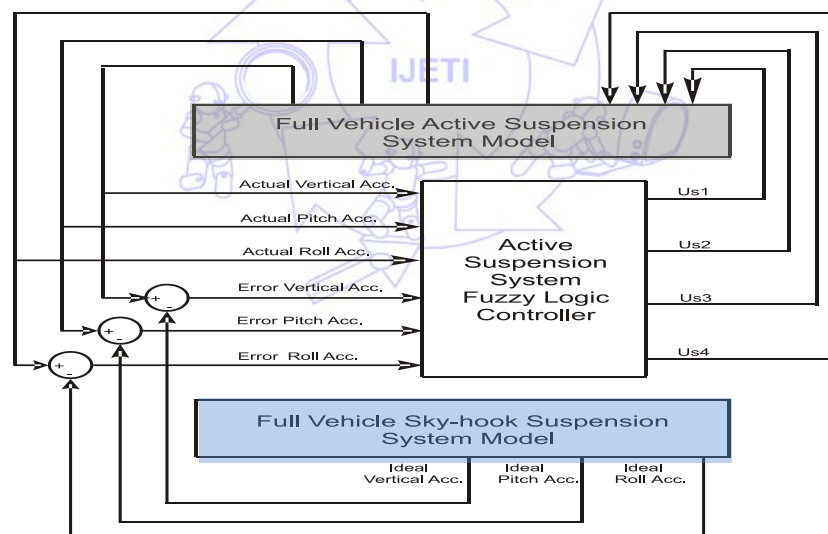 IJETI
Full Vehicle Active Suspension
System Model
Actual Vertical Acc.
Actual Pitch Acc.
Actual Roll Acc.
Error Vertical Acc.
Error Pitch Acc.
Error Roll Acc.
+
-
+
-
+
-
Active
Suspension
System
Fuzzy Logic
Controller
Us1
Us2
Us3
Us4
Full Vehicle Sky-hook Suspension
System Model
Ideal
Vertical Acc.
Ideal
Pitch Acc.
Ideal
Roll Acc.